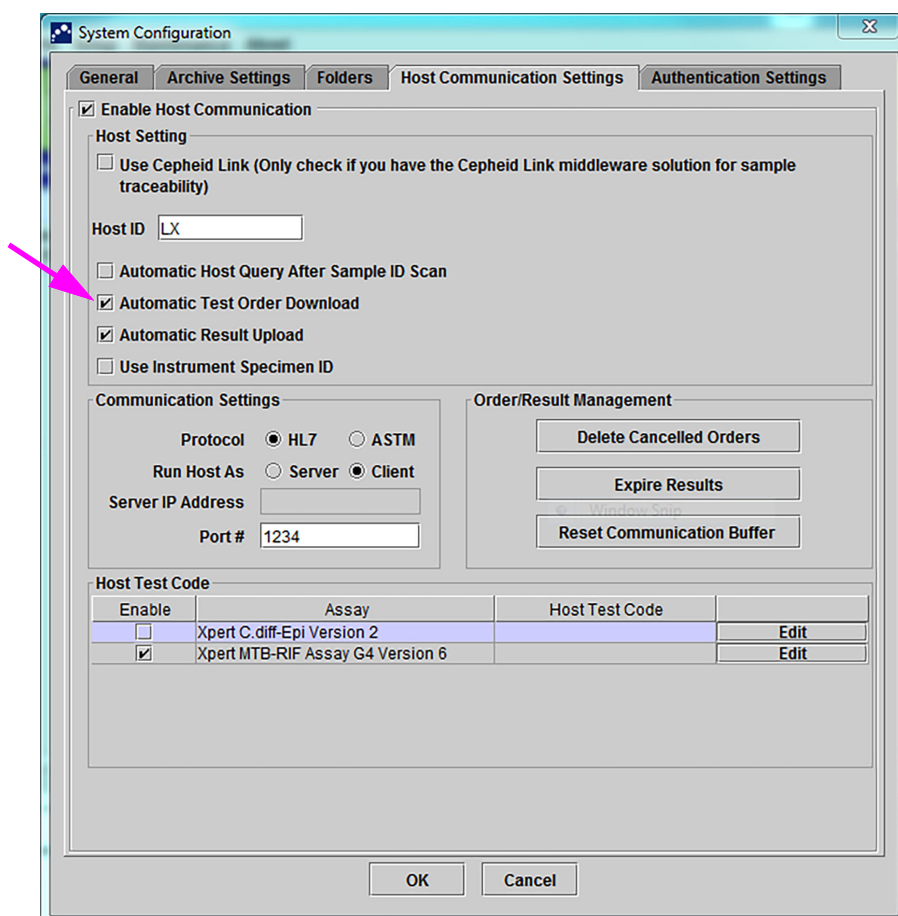 System Configuration
General Archive Settings Folders Host Communication Settings Authentication Settings
Enable Host Communication
Host Setting
Use Cepheid Link (Only check if you have the Cepheid Link middleware solution for sample
traceability)
Host ID LX
Automatic Host Query After Sample ID Scan
Automatic Test Order Download
Automatic Result Upload
Use Instrument Specimen ID
Communication Settings
Protocol HL7 ASTM
Run Host As Server Client
Server IP Address
Port # 1234
Order/Result Management
Delete Cancelled Orders
Expire Results
Window Snip
Reset Communication Buffer
Host Test Code
Enable Assay Host Test Code
Xpert C.diff-Epi Version 2 Edit
Xpert MTB-RIF Assay G4 Version 6 Edit
OK Cancel